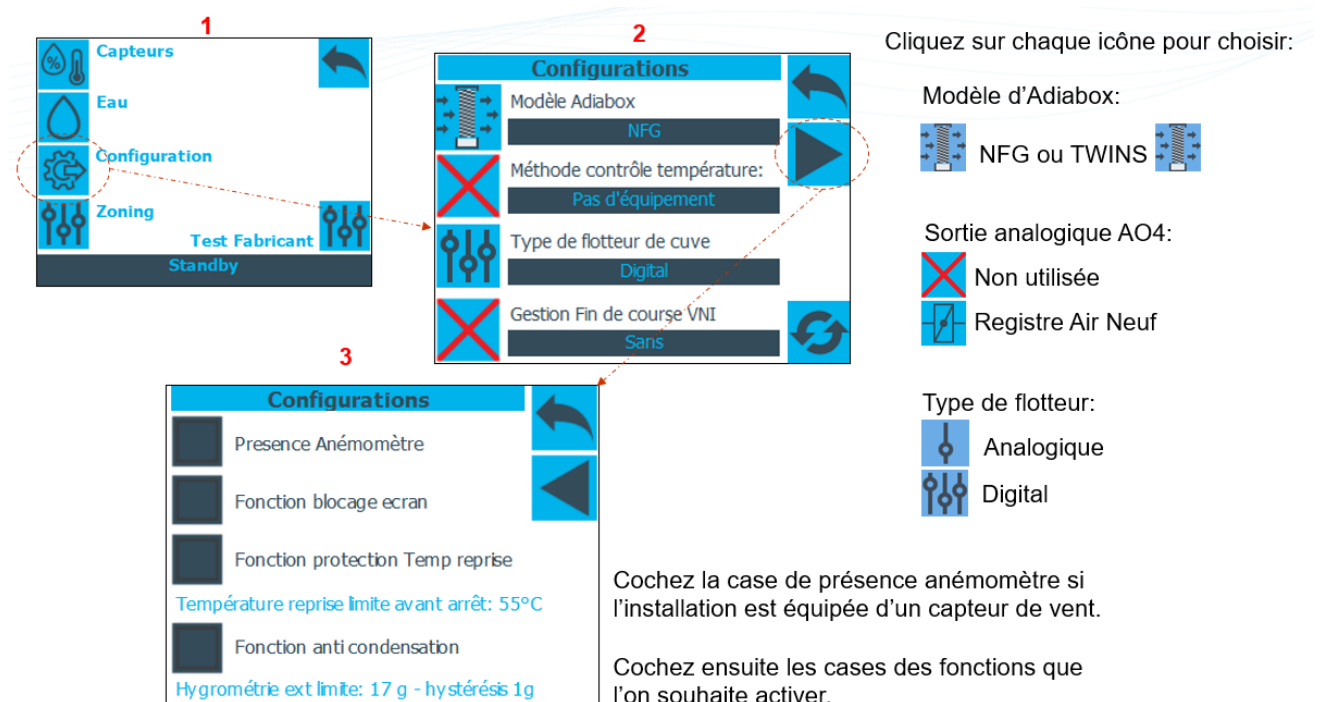 1
Capteurs
Eau
Configuration
Zoning
Test Fabricant
Standby
2
Configurations
Modèle Adiabox
NFG
Méthode contrôle température:
Pas d'équipement
Type de flotteur de cuve
Digital
Gestion Fin de course VNI
Sans
3
Configurations
Presence Anémomètre
Fonction blocage ecran
Fonction protection Temp reprise
Température reprise limite avant arrêt: 55°C
Fonction anti condensation
Hygrométrie ext limite: 17 g - hystérésis 1g
Cliquez sur chaque icône pour choisir:
Modèle d'Adiabox:
NFG ou TWINS
Sortie analogique AO4:
Non utilisée
Registre Air Neuf
Type de flotteur:
Analogique
Digital
Cochez la case de présence anémomètre si
l'installation est équipée d'un capteur de vent.
Cochez ensuite les cases des fonctions que
l'on souhaite activer.